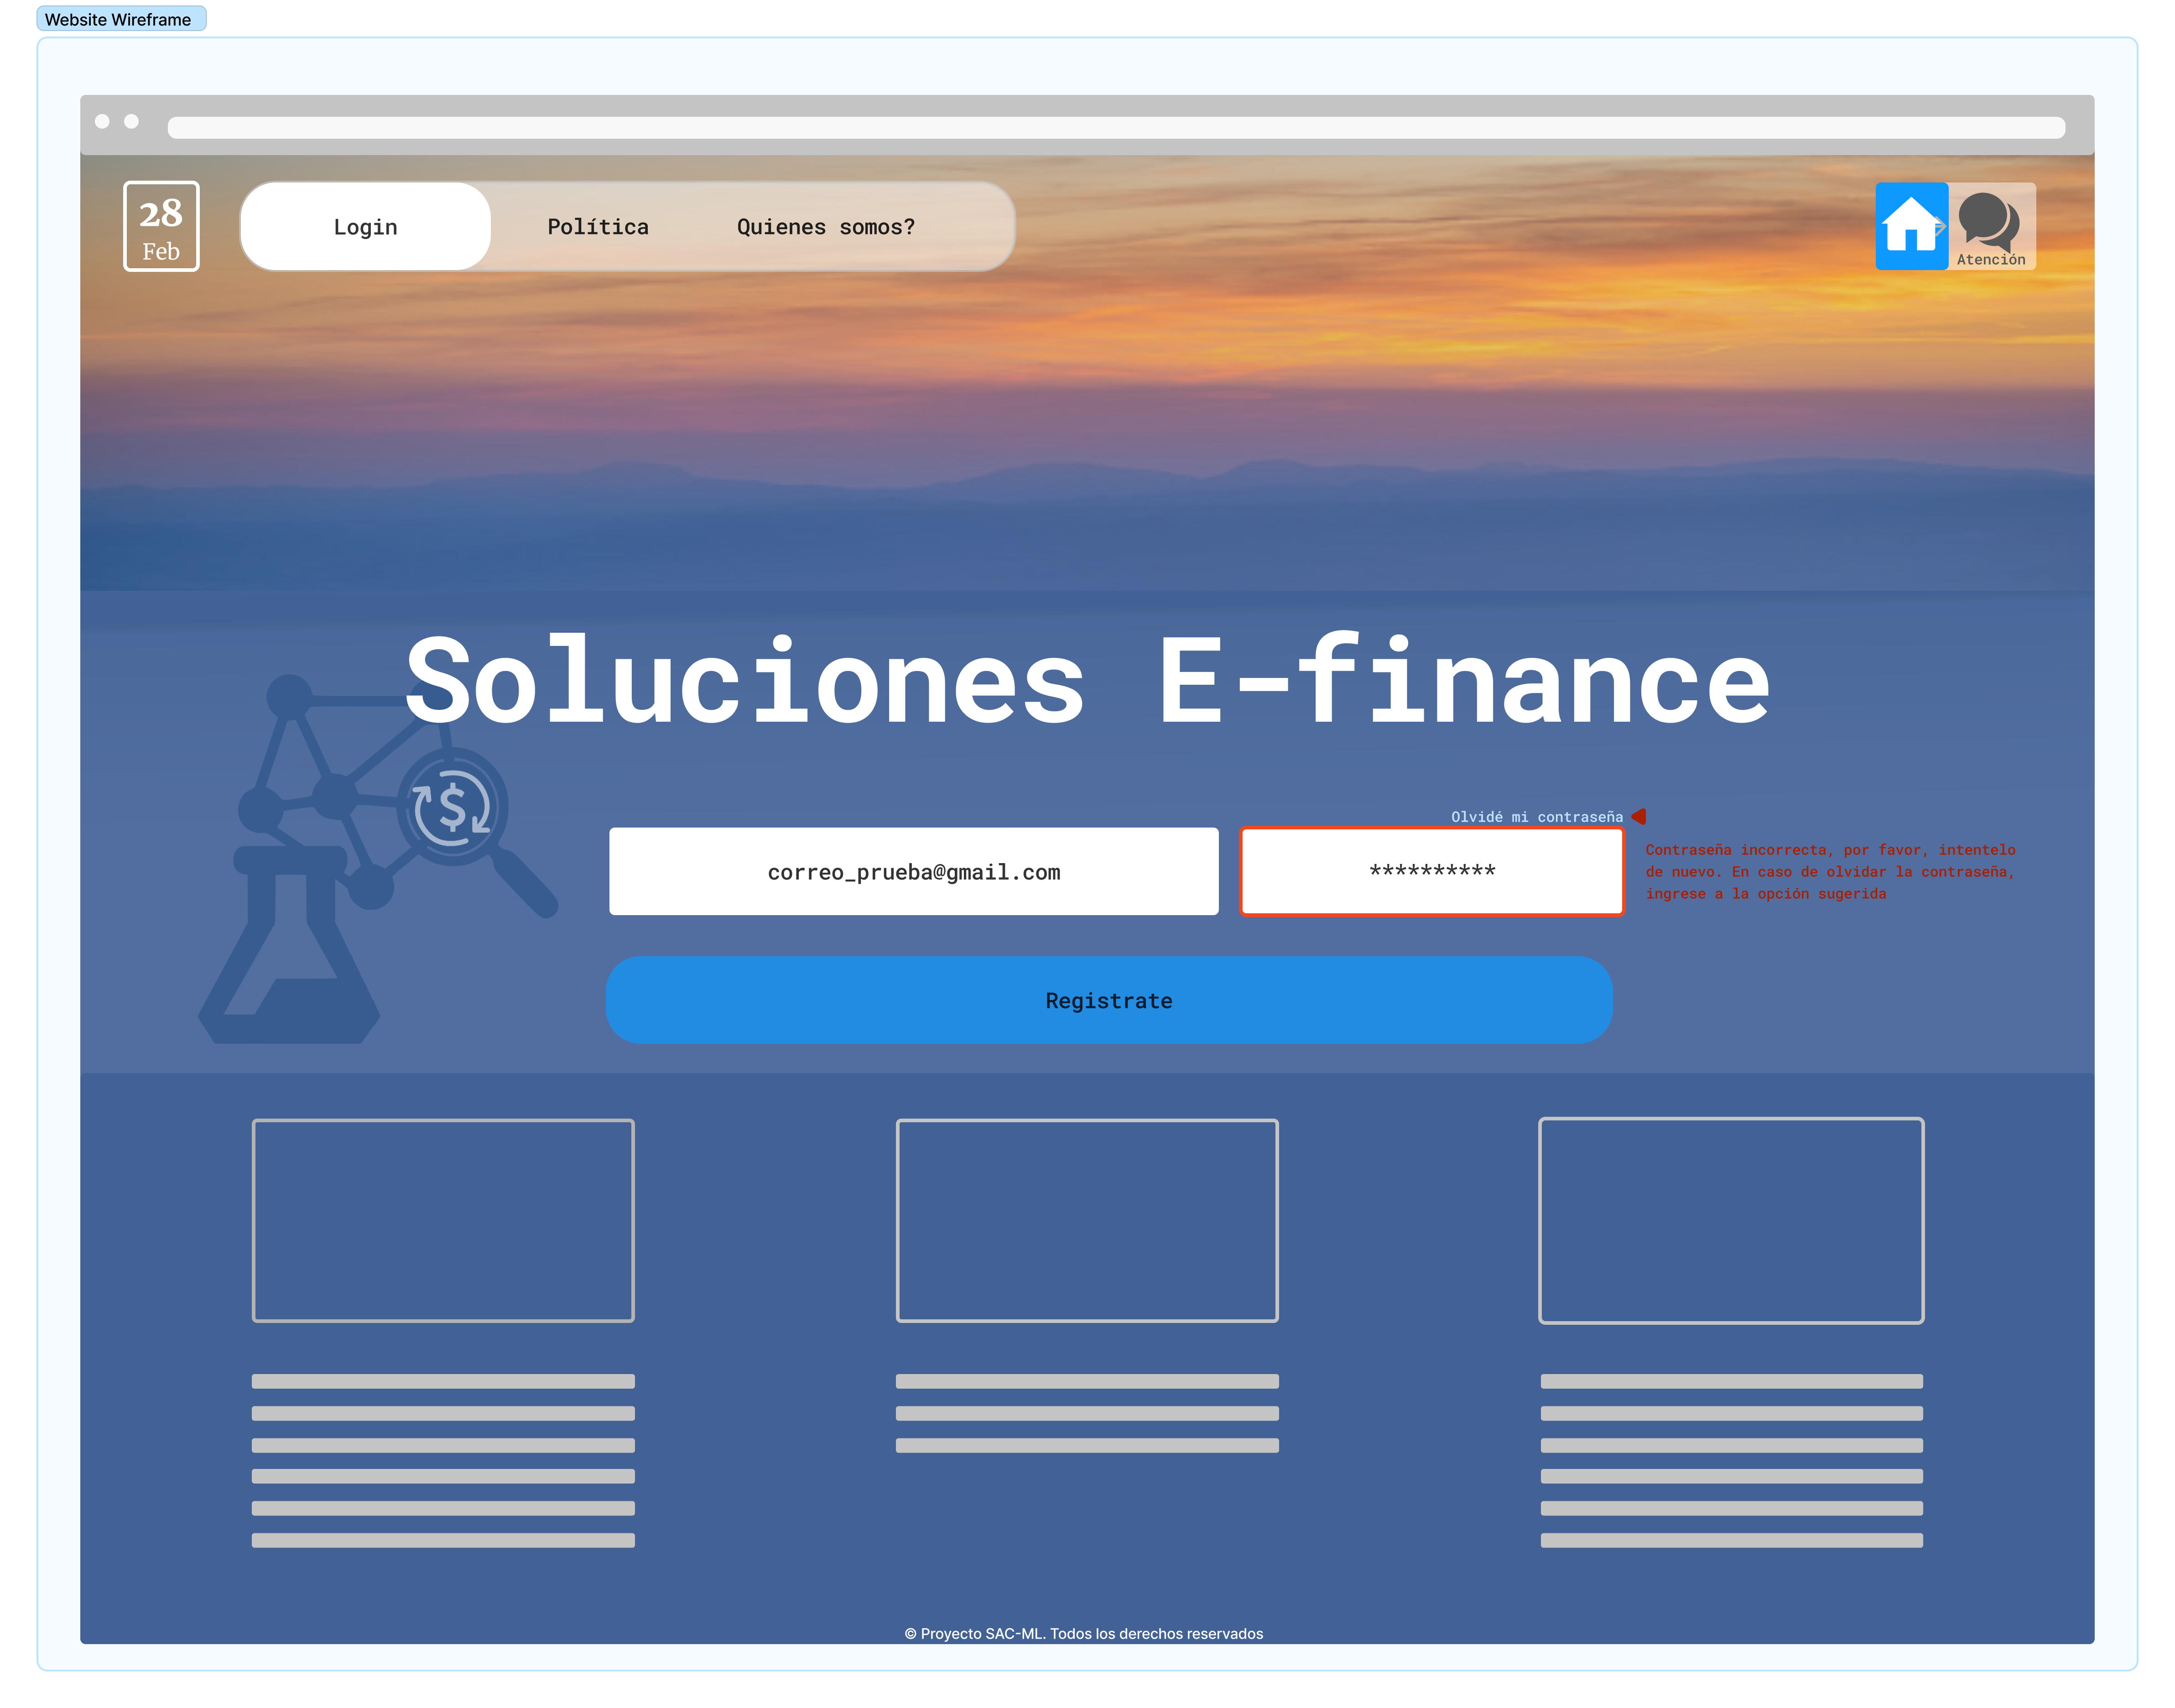 Website Wireframe
28
Feb
Login
Política
Quienes somos?
Atención
Soluciones E-finance
Olvidé mi contraseña
correo_prueba@gmail.com
**********
Contraseña incorrecta, por favor, intentelo
de nuevo. En caso de olvidar la contraseña,
ingrese a la opción sugerida
Registrate
© Proyecto SAC-ML. Todos los derechos reservados